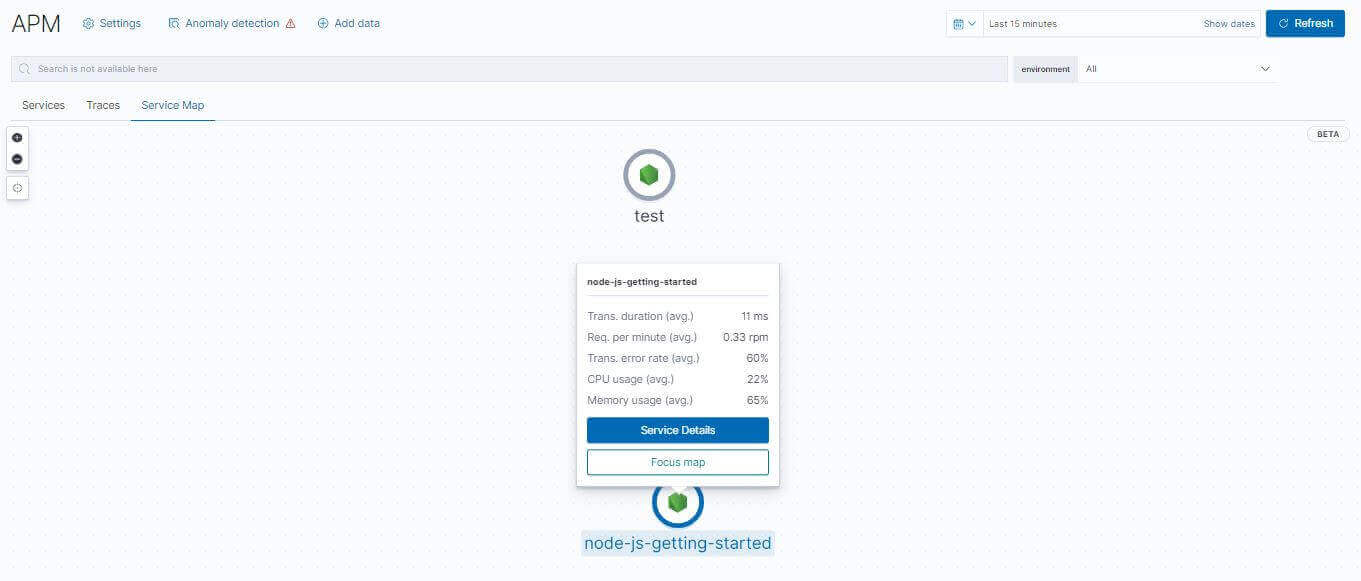 APM Settings Anomaly detection Add data Last 15 minutes Show dates Refresh
Search is not available here environment All
Services Traces Service Map
BETA
test
node-js-getting-started
Trans. duration (avg.) 11 ms
Req. per minute (avg.) 0.33 rpm
Trans. error rate (avg.) 60%
CPU usage (avg.) 22%
Memory usage (avg.) 65%
Service Details
Focus map
node-js-getting-started